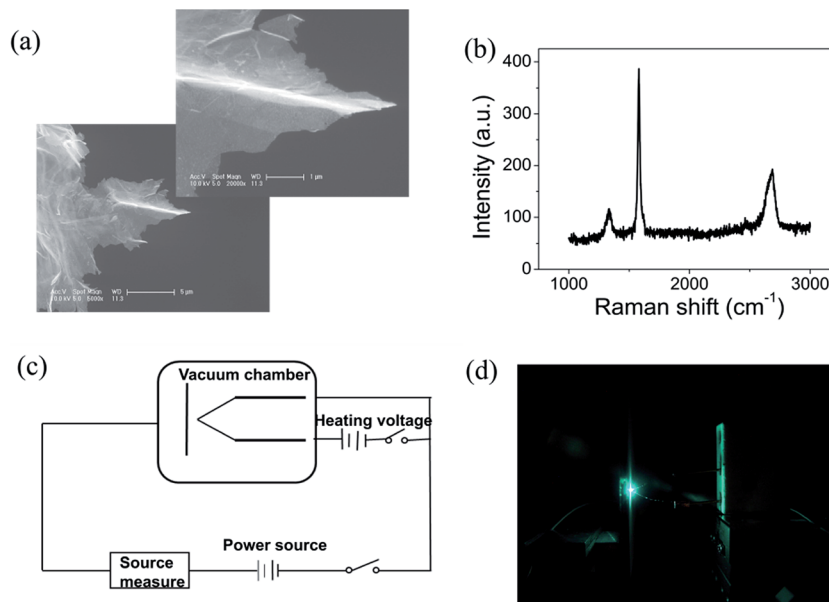 (a)
Acc.V Spot Magn WD 1 μm
10.0 kV 5.0 20000x 11.3
Acc.V Spot Magn WD 5 μm
10.0 kV 5.0 5000x 11.3
(b)
Intensity (a.u.)
400
300
200
100
0
1000 2000 3000
Raman shift (cm⁻¹)
(c)
Vacuum chamber
Heating voltage
Power source
Source
measure
(d)